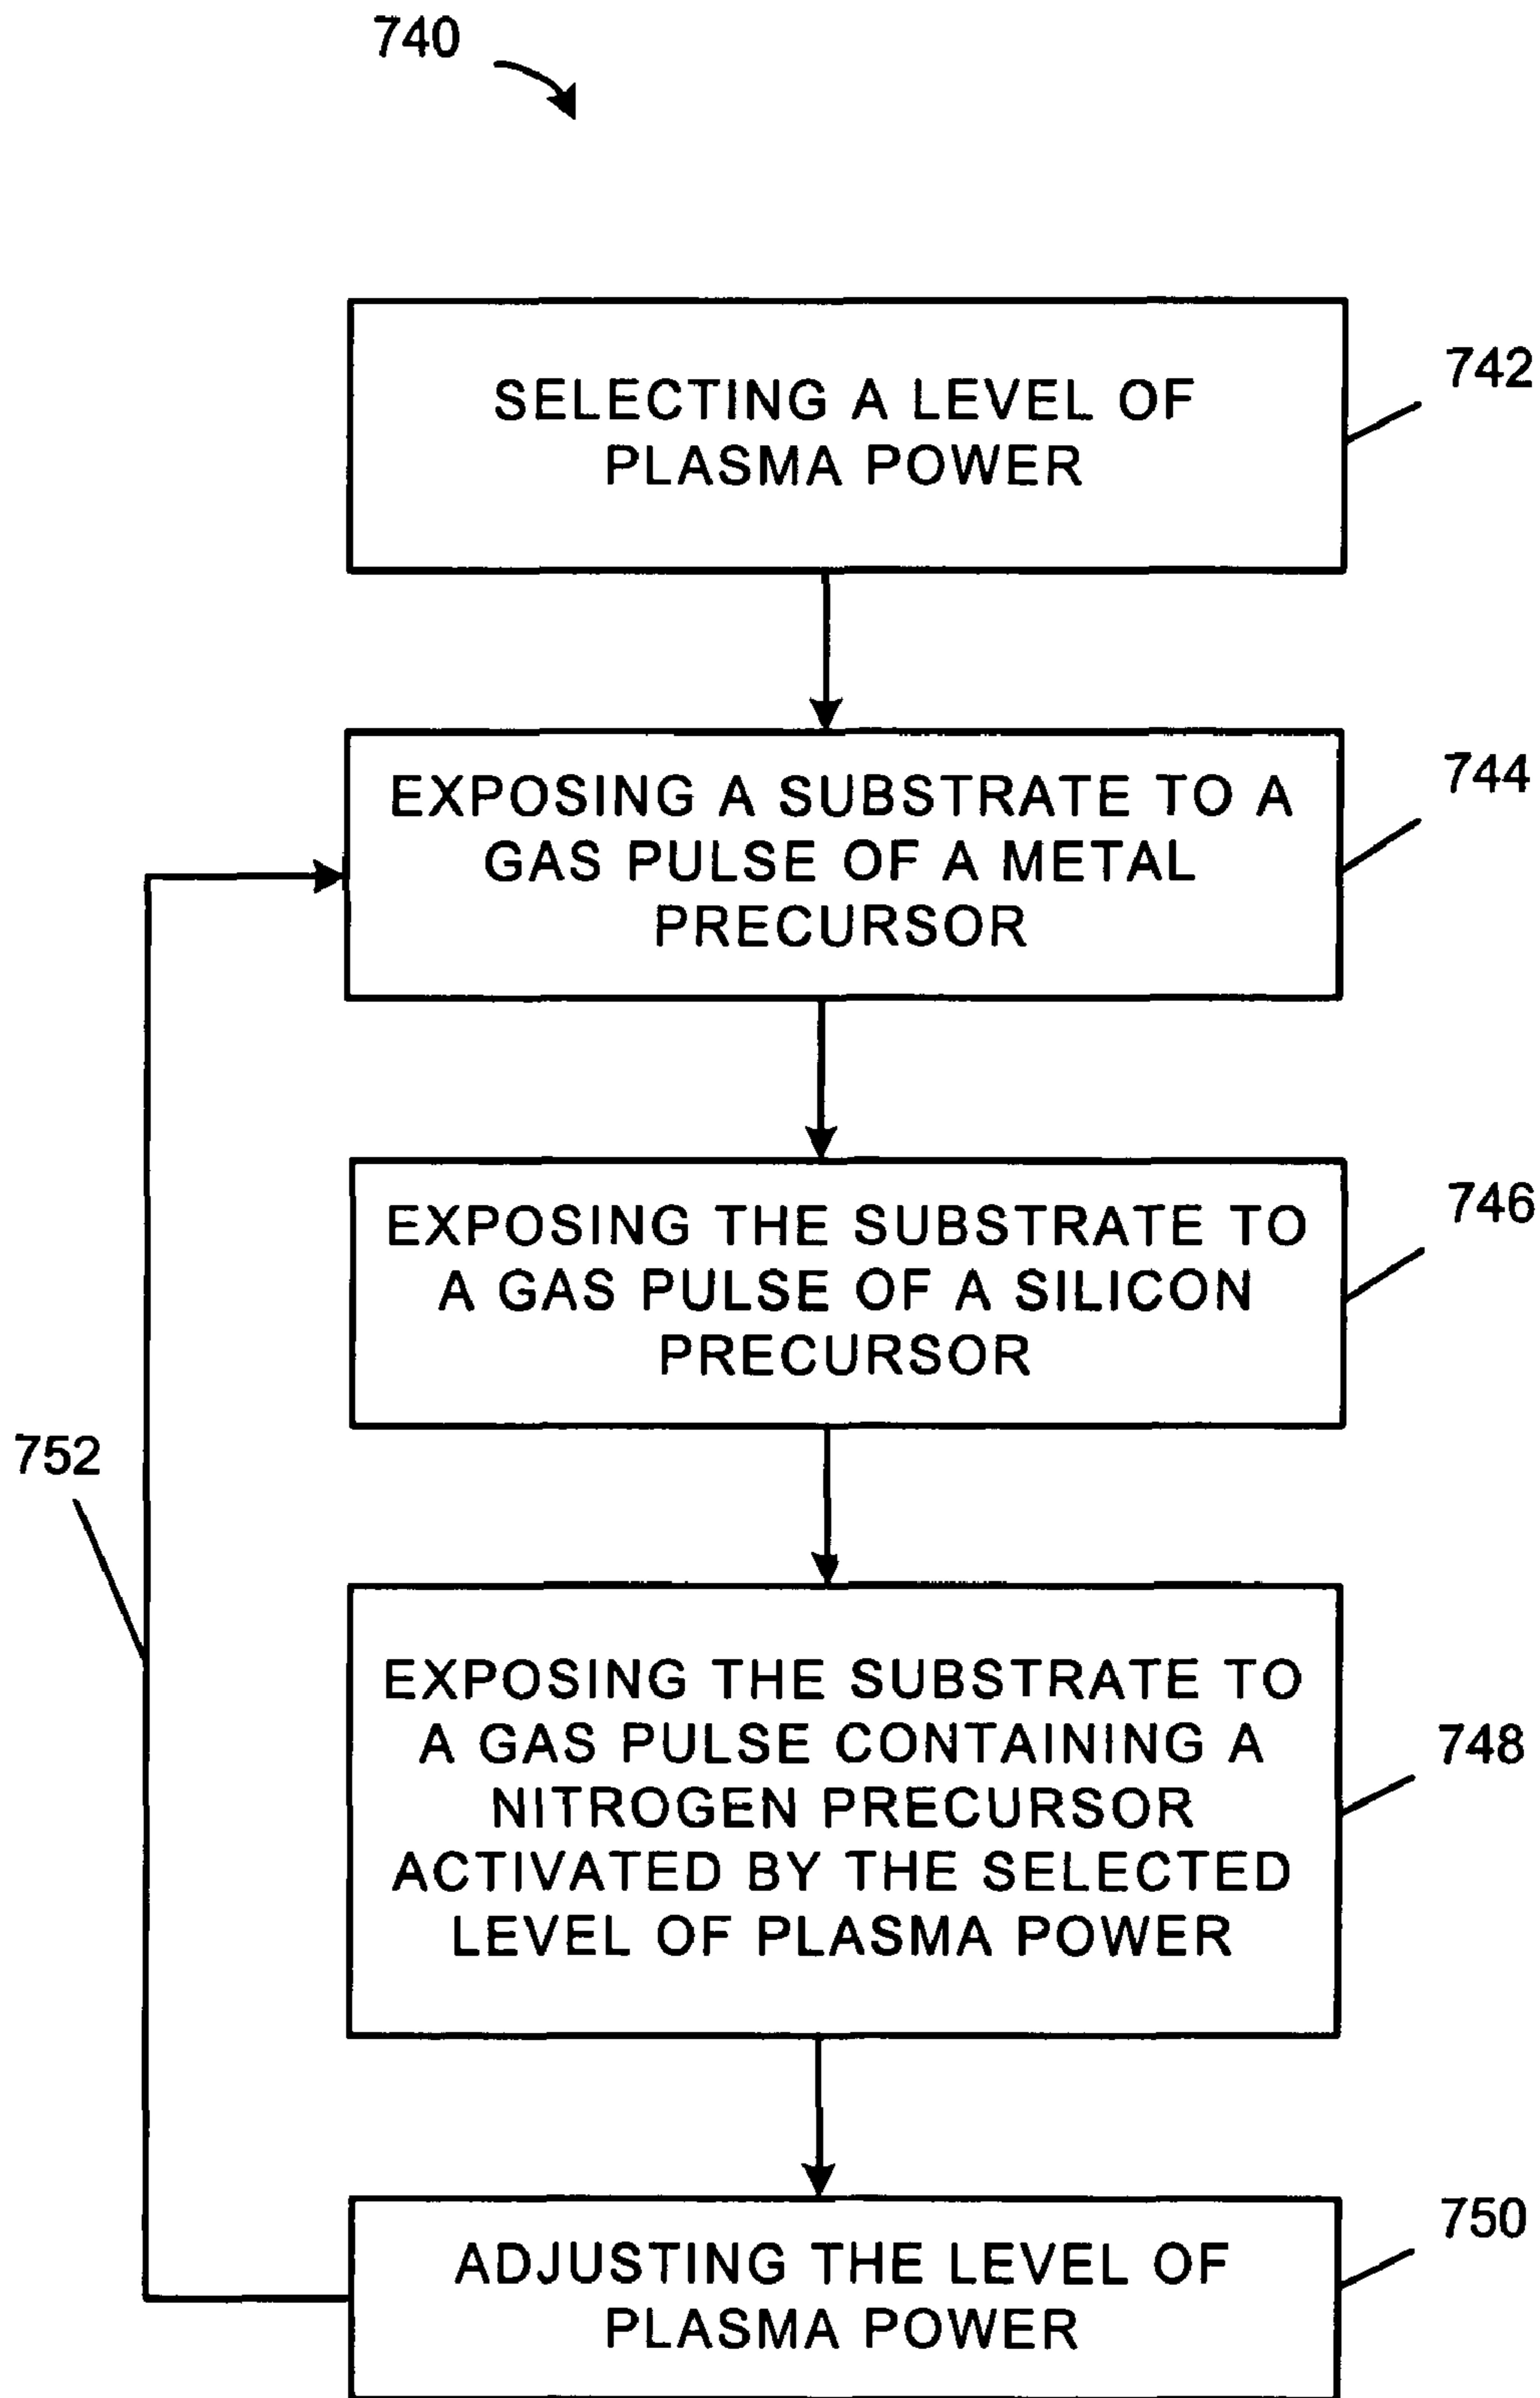 740
SELECTING A LEVEL OF
PLASMA POWER
742
EXPOSING A SUBSTRATE TO A
GAS PULSE OF A METAL
PRECURSOR
744
EXPOSING THE SUBSTRATE TO
A GAS PULSE OF A SILICON
PRECURSOR
746
752
EXPOSING THE SUBSTRATE TO
A GAS PULSE CONTAINING A
NITROGEN PRECURSOR
ACTIVATED BY THE SELECTED
LEVEL OF PLASMA POWER
748
ADJUSTING THE LEVEL OF
PLASMA POWER
750